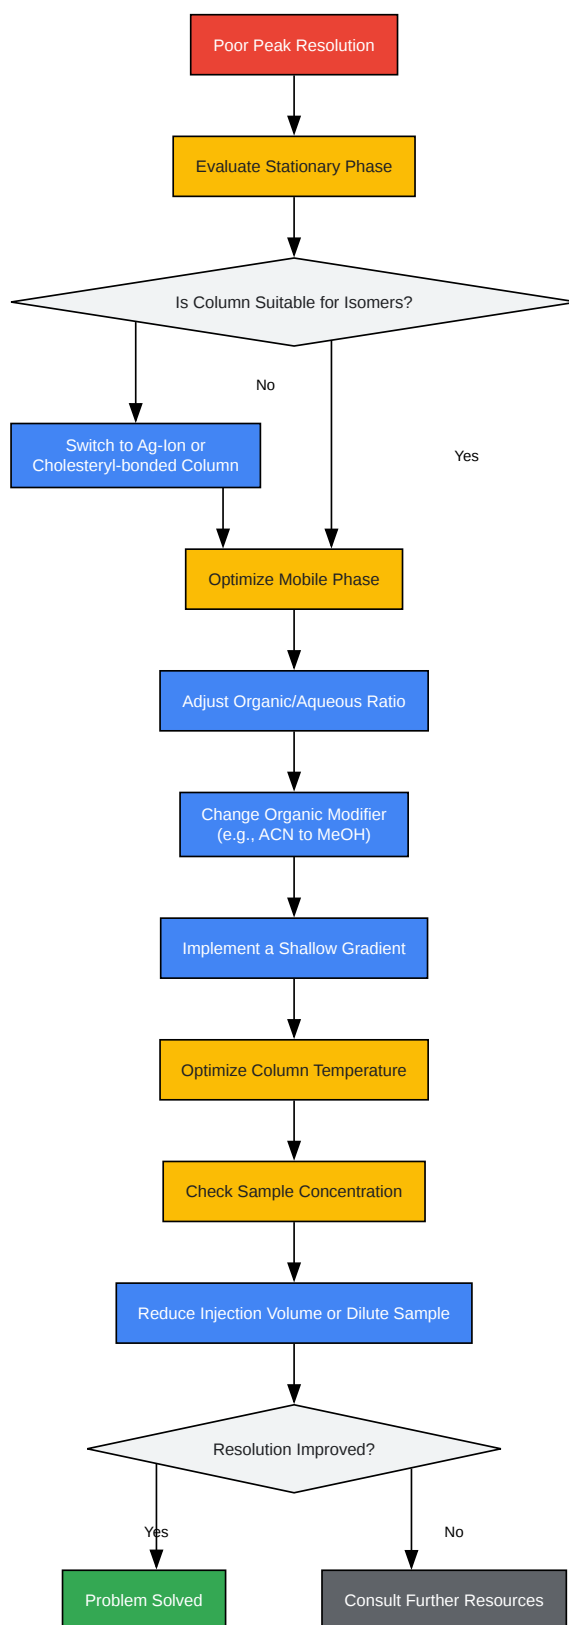 Poor Peak Resolution
Evaluate Stationary Phase
Is Column Suitable for Isomers?
No
Switch to Ag-Ion or
Cholesteryl-bonded Column
Yes
Optimize Mobile Phase
Adjust Organic/Aqueous Ratio
Change Organic Modifier
(e.g., ACN to MeOH)
Implement a Shallow Gradient
Optimize Column Temperature
Check Sample Concentration
Reduce Injection Volume or Dilute Sample
Resolution Improved?
Yes
No
Problem Solved
Consult Further Resources